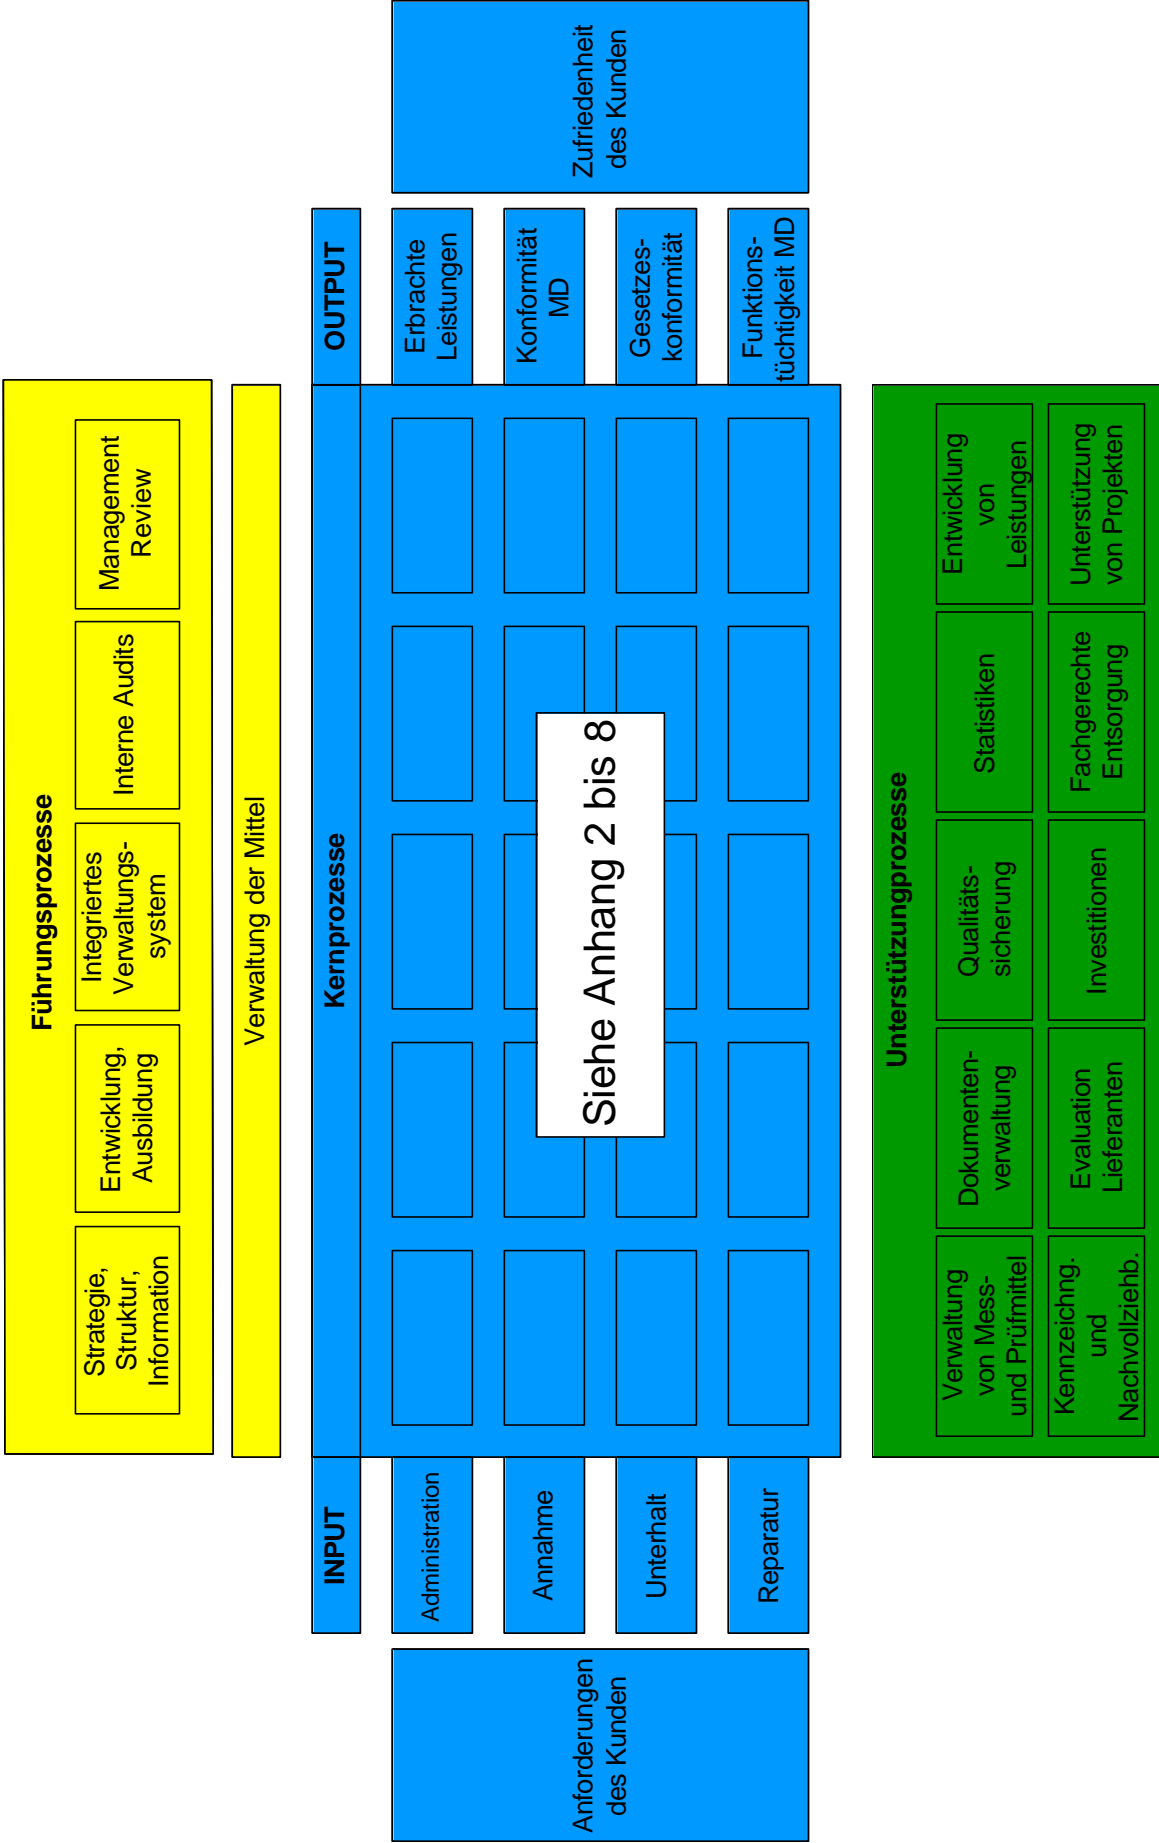 Führungsprozesse
Strategie,
Struktur,
Information
Entwicklung,
Ausbildung
Integriertes
Verwaltungs-
system
Interne Audits
Management
Review
Verwaltung der Mittel
INPUT
Kernprozesse
OUTPUT
Anforderungen
des Kunden
Administration
Annahme
Unterhalt
Reparatur
Siehe Anhang 2 bis 8
Erbrachte
Leistungen
Konformität
MD
Gesetzes-
konformität
Funktions-
tüchtigkeit MD
Zufriedenheit
des Kunden
Unterstützungprozesse
Verwaltung
von Mess-
und Prüfmittel
Dokumenten-
verwaltung
Qualitäts-
sicherung
Statistiken
Entwicklung
von
Leistungen
Kennzeichng.
und
Nachvollziehb.
Evaluation
Lieferanten
Investitionen
Fachgerechte
Entsorgung
Unterstützung
von Projekten